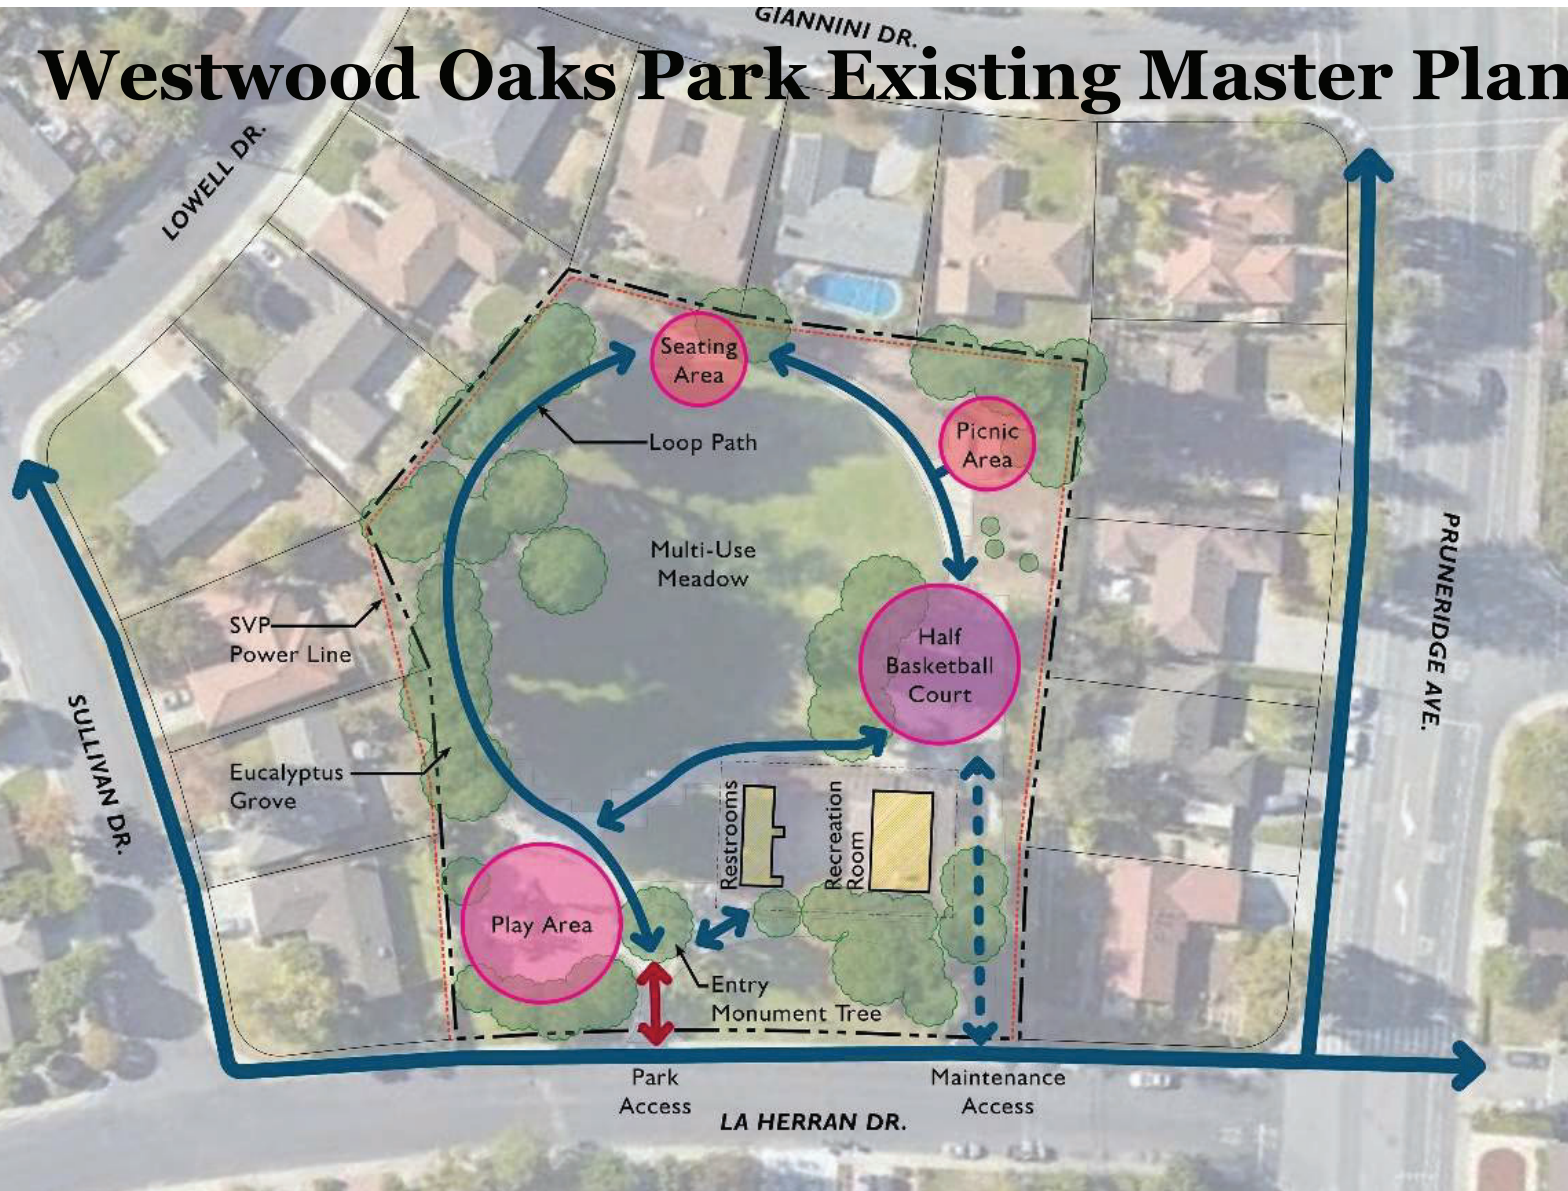 GIANNINI DR.
Westwood Oaks Park Existing Master Plan
LOWELL DR.
Seating
Area
Picnic
Area
Loop Path
Multi-Use
Meadow
PRUNERIDGE AVE.
SVP
Power Line
Half
Basketball
Court
SULLIVAN DR.
Eucalyptus
Grove
Restrooms
Recreation
Room
Play Area
Entry
Monument Tree
Park
Access
Maintenance
Access
LA HERRAN DR.